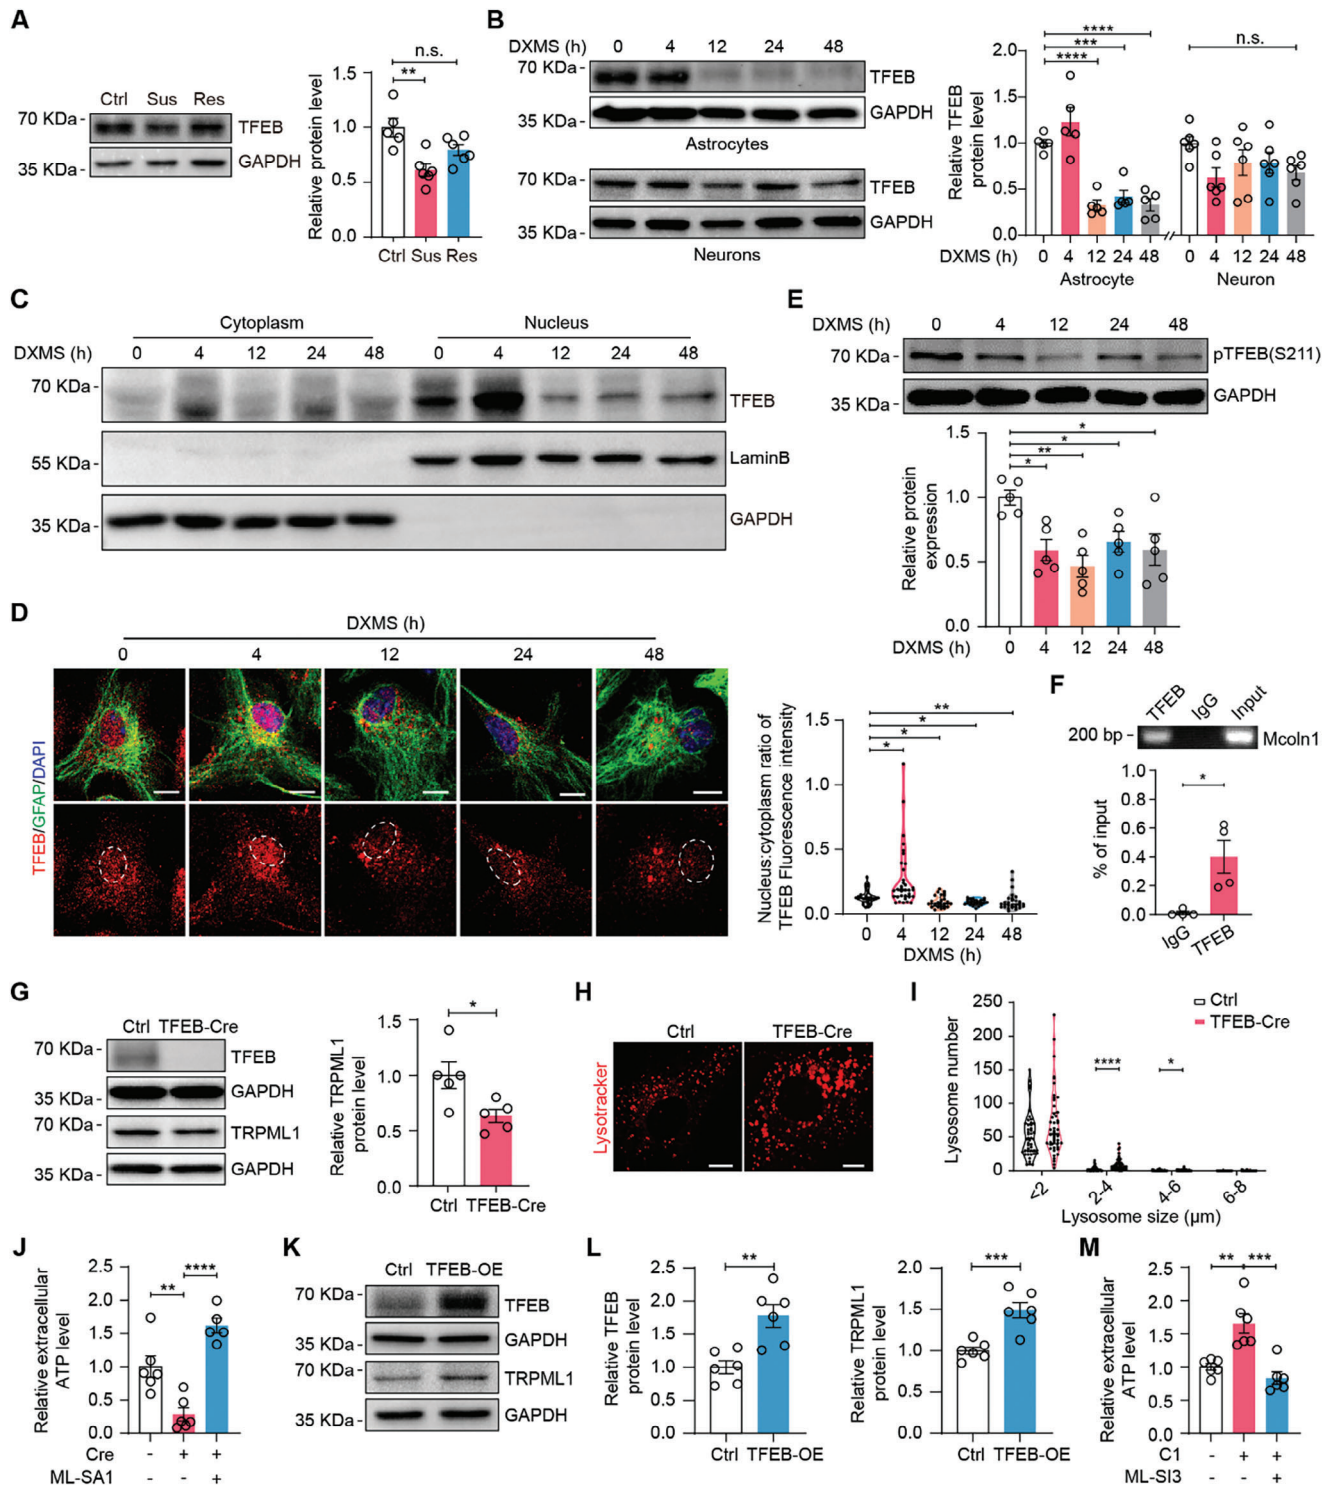 A
Ctrl Sus Res
70 KDa-
TFEB
35 KDa-
GAPDH
Relative protein level
1.5
1.0
0.5
0.0
n.s.
**
Ctrl Sus Res
B
DXMS (h) 0 4 12 24 48
70 KDa-
TFEB
35 KDa-
GAPDH
Astrocytes
70 KDa-
TFEB
35 KDa-
GAPDH
Neurons
Relative TFEB
protein level
2.0
1.5
1.0
0.5
0.0
****
***
****
n.s.
DXMS (h) 0 4 12 24 48 0 4 12 24 48
Astrocyte Neuron
C
Cytoplasm Nucleus
DXMS (h) 0 4 12 24 48 0 4 12 24 48
70 KDa-
TFEB
55 KDa-
LaminB
35 KDa-
GAPDH
E
DXMS (h) 0 4 12 24 48
70 KDa-
pTFEB(S211)
35 KDa-
GAPDH
Relative protein
expression
1.5
1.0
0.5
0.0
*
*
**
*
DXMS (h) 0 4 12 24 48
D
DXMS (h)
0 4 12 24 48
TFEB/GFAP/DAPI
Nucleus:cytoplasm ratio of
TFEB Fluorescence intensity
1.5
1.0
0.5
0.0
**
*
*
*
0 4 12 24 48
DXMS (h)
F
TFEB IgG Input
200 bp -
Mcoln1
% of input
1.0
0.8
0.6
0.4
0.2
0.0
*
IgG TFEB
G
Ctrl TFEB-Cre
70 KDa-
TFEB
35 KDa-
GAPDH
70 KDa-
TRPML1
35 KDa-
GAPDH
Relative TRPML1
protein level
1.5
1.0
0.5
0.0
*
Ctrl TFEB-Cre
H
Ctrl TFEB-Cre
Lysotracker
I
Lysosome number
250
200
150
100
50
0
Ctrl
TFEB-Cre
**** *
<2 2-4 4-6 6-8
Lysosome size (μm)
J
Relative extracellular
ATP level
2.5
2.0
1.5
1.0
0.5
0.0
****
**
Cre - + +
ML-SA1 - - +
K
Ctrl TFEB-OE
70 KDa-
TFEB
35 KDa-
GAPDH
70 KDa-
TRPML1
35 KDa-
GAPDH
L
Relative TFEB
protein level
2.5
2.0
1.5
1.0
0.5
0.0
**
Ctrl TFEB-OE
Relative TRPML1
protein level
2.0
1.5
1.0
0.5
0.0
***
Ctrl TFEB-OE
M
Relative extracellular
ATP level
2.5
2.0
1.5
1.0
0.5
0.0
** ***
C1 - + +
ML-SI3 - - +